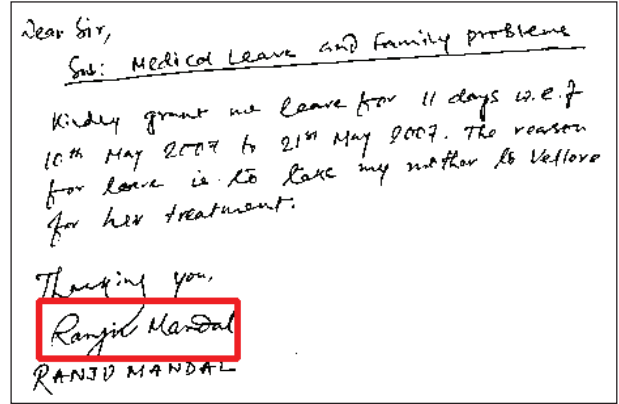 Dear Sir,
Sub: Medical Leave and Family problems
Kindly grant me leave for 11 days w.e.f
10th May 2007 to 21st May 2007. The reason
for leave is to take my mother to Vellore
for her treatment.
Thanking you,
Ranjit Mandal
RANJU MANDAL